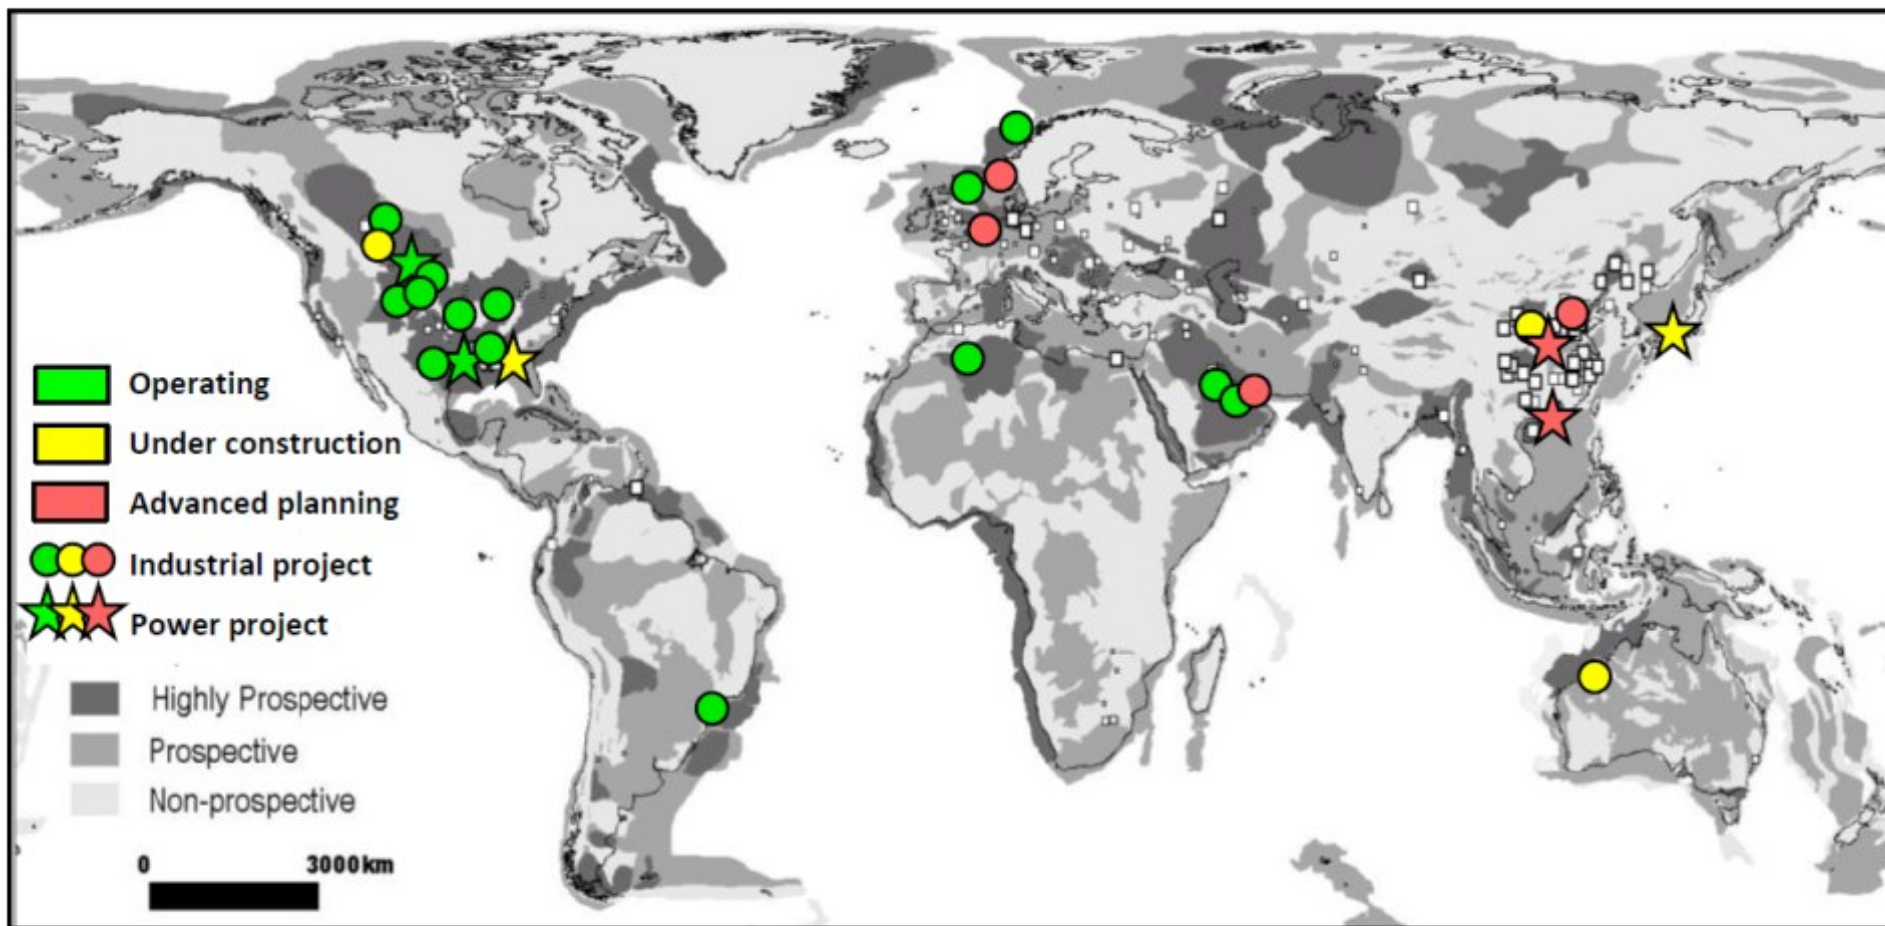 Operating
Under construction
Advanced planning
Industrial project
Power project
Highly Prospective
Prospective
Non-prospective
0 3000km